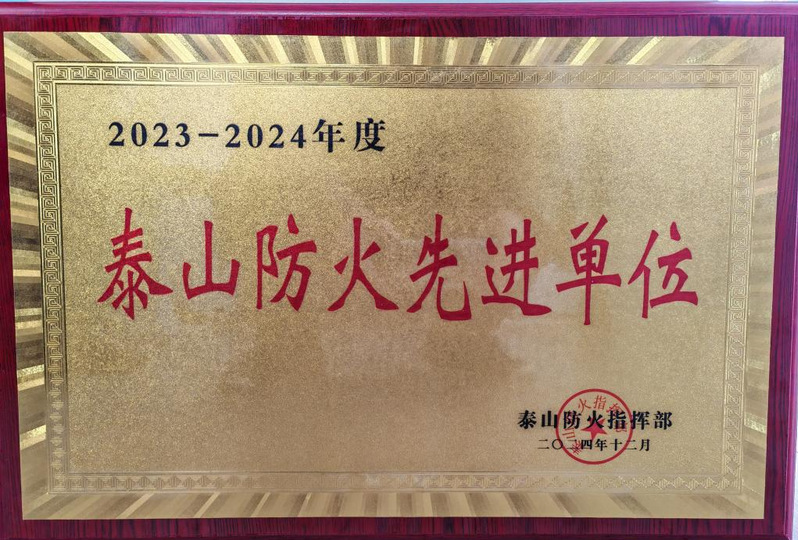 2023-2024年度
泰山防火先进单位
泰山防火指挥部
二〇二四年十二月